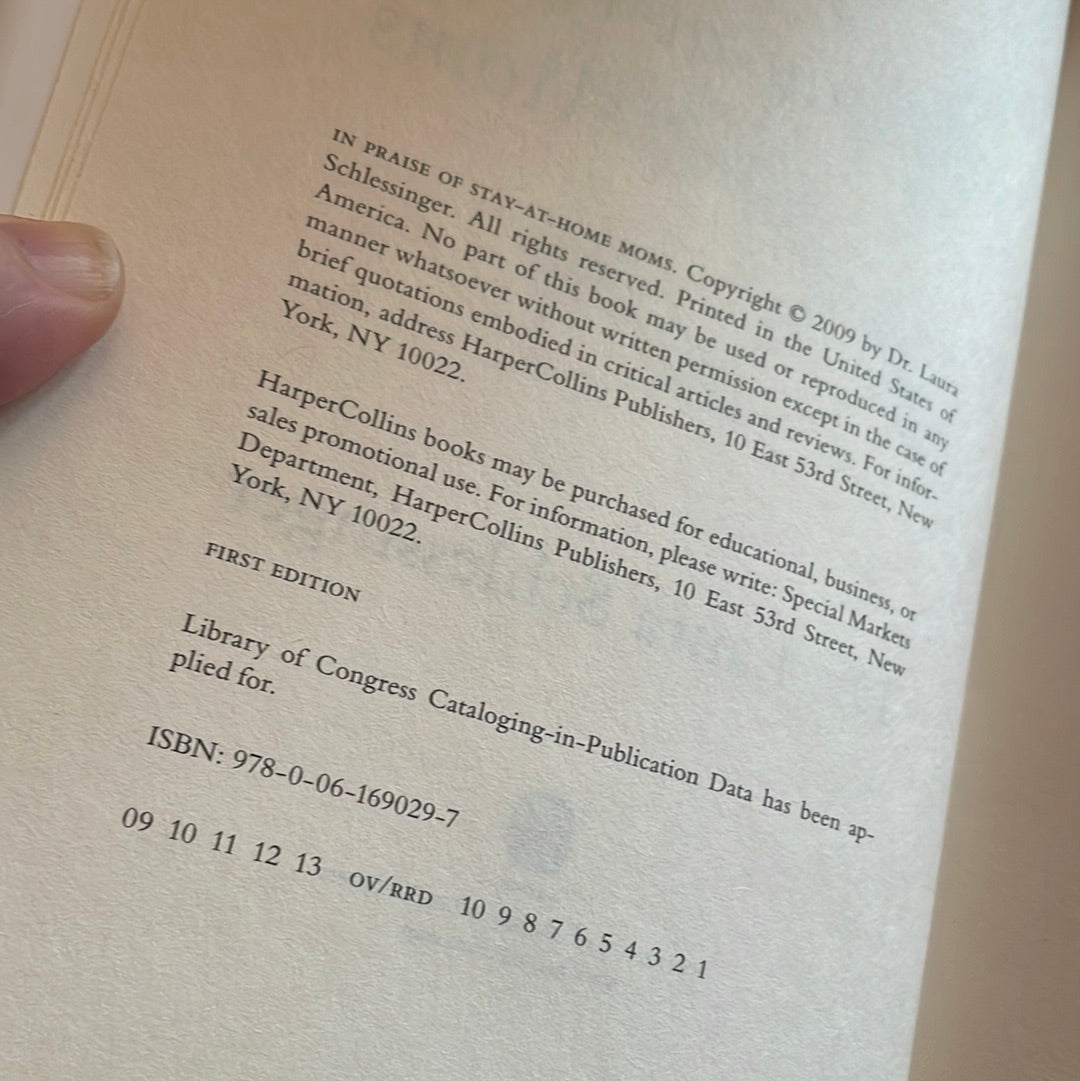 IN PRAISE OF STAY-AT-HOME MOMS. Copyright © 2009 by Dr. Laura
Schlessinger. All rights reserved. Printed in the United States of
America. No part of this book may be used or reproduced in any
manner whatsoever without written permission except in the case of
brief quotations embodied in critical articles and reviews. For infor-
mation, address HarperCollins Publishers, 10 East 53rd Street, New
York, NY 10022.
HarperCollins books may be purchased for educational, business, or
sales promotional use. For information, please write: Special Markets
Department, HarperCollins Publishers, 10 East 53rd Street, New
York, NY 10022.
FIRST EDITION
Library of Congress Cataloging-in-Publication Data has been ap-
plied for.
ISBN: 978-0-06-169029-7
09 10 11 12 13 OV/RRD 10 9 8 7 6 5 4 3 2 1